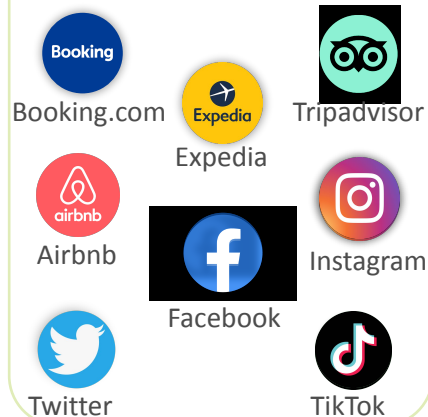 Booking
Booking.com
Expedia
Expedia
Tripadvisor
airbnb
Airbnb
Instagram
Facebook
Twitter
TikTok